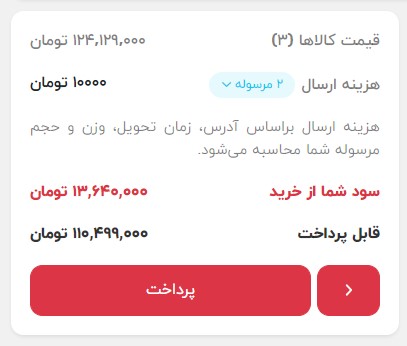 قیمت کالاها (۳) ۱۲۴,۱۲۹,۰۰۰ تومان
هزینه ارسال ۲ مرسوله ۱۰۰۰۰ تومان
هزینه ارسال براساس آدرس، زمان تحویل، وزن و حجم
مرسوله شما محاسبه می‌شود.
سود شما از خرید ۱۳,۶۴۰,۰۰۰ تومان
قابل پرداخت ۱۱۰,۴۹۹,۰۰۰ تومان
پرداخت